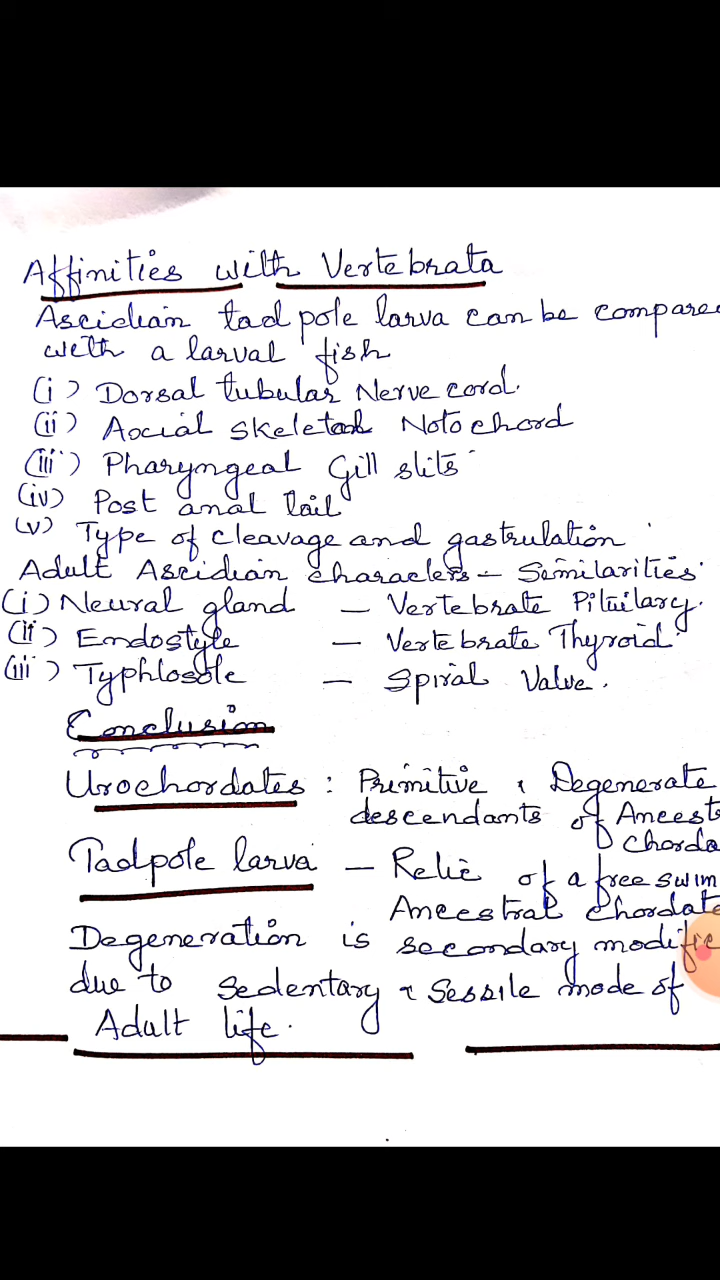 Affinities with Vertebrata
Ascidian tadpole larva can be compared
with a larval fish
(i) Dorsal tubular Nerve cord.
(ii) Axial skeletal Notochord
(iii) Pharyngeal Gill slits
(iv) Post anal tail
(v) Type of cleavage and gastrulation
Adult Ascidian characters - Similarities.
(i) Neural gland — Vertebrate Pituilary.
(ii) Endostyle — Vertebrate Thyroid.
(iii) Typhlosole — Spiral Valve.
Conclusion
Urochordates : Primitive & Degenerate
descendants of Ancest
Chorda
Tadpole larva — Relic of a free swim
Ancestral Chordat
Degeneration is secondary modific
due to Sedentary & Sessile mode of
Adult life.